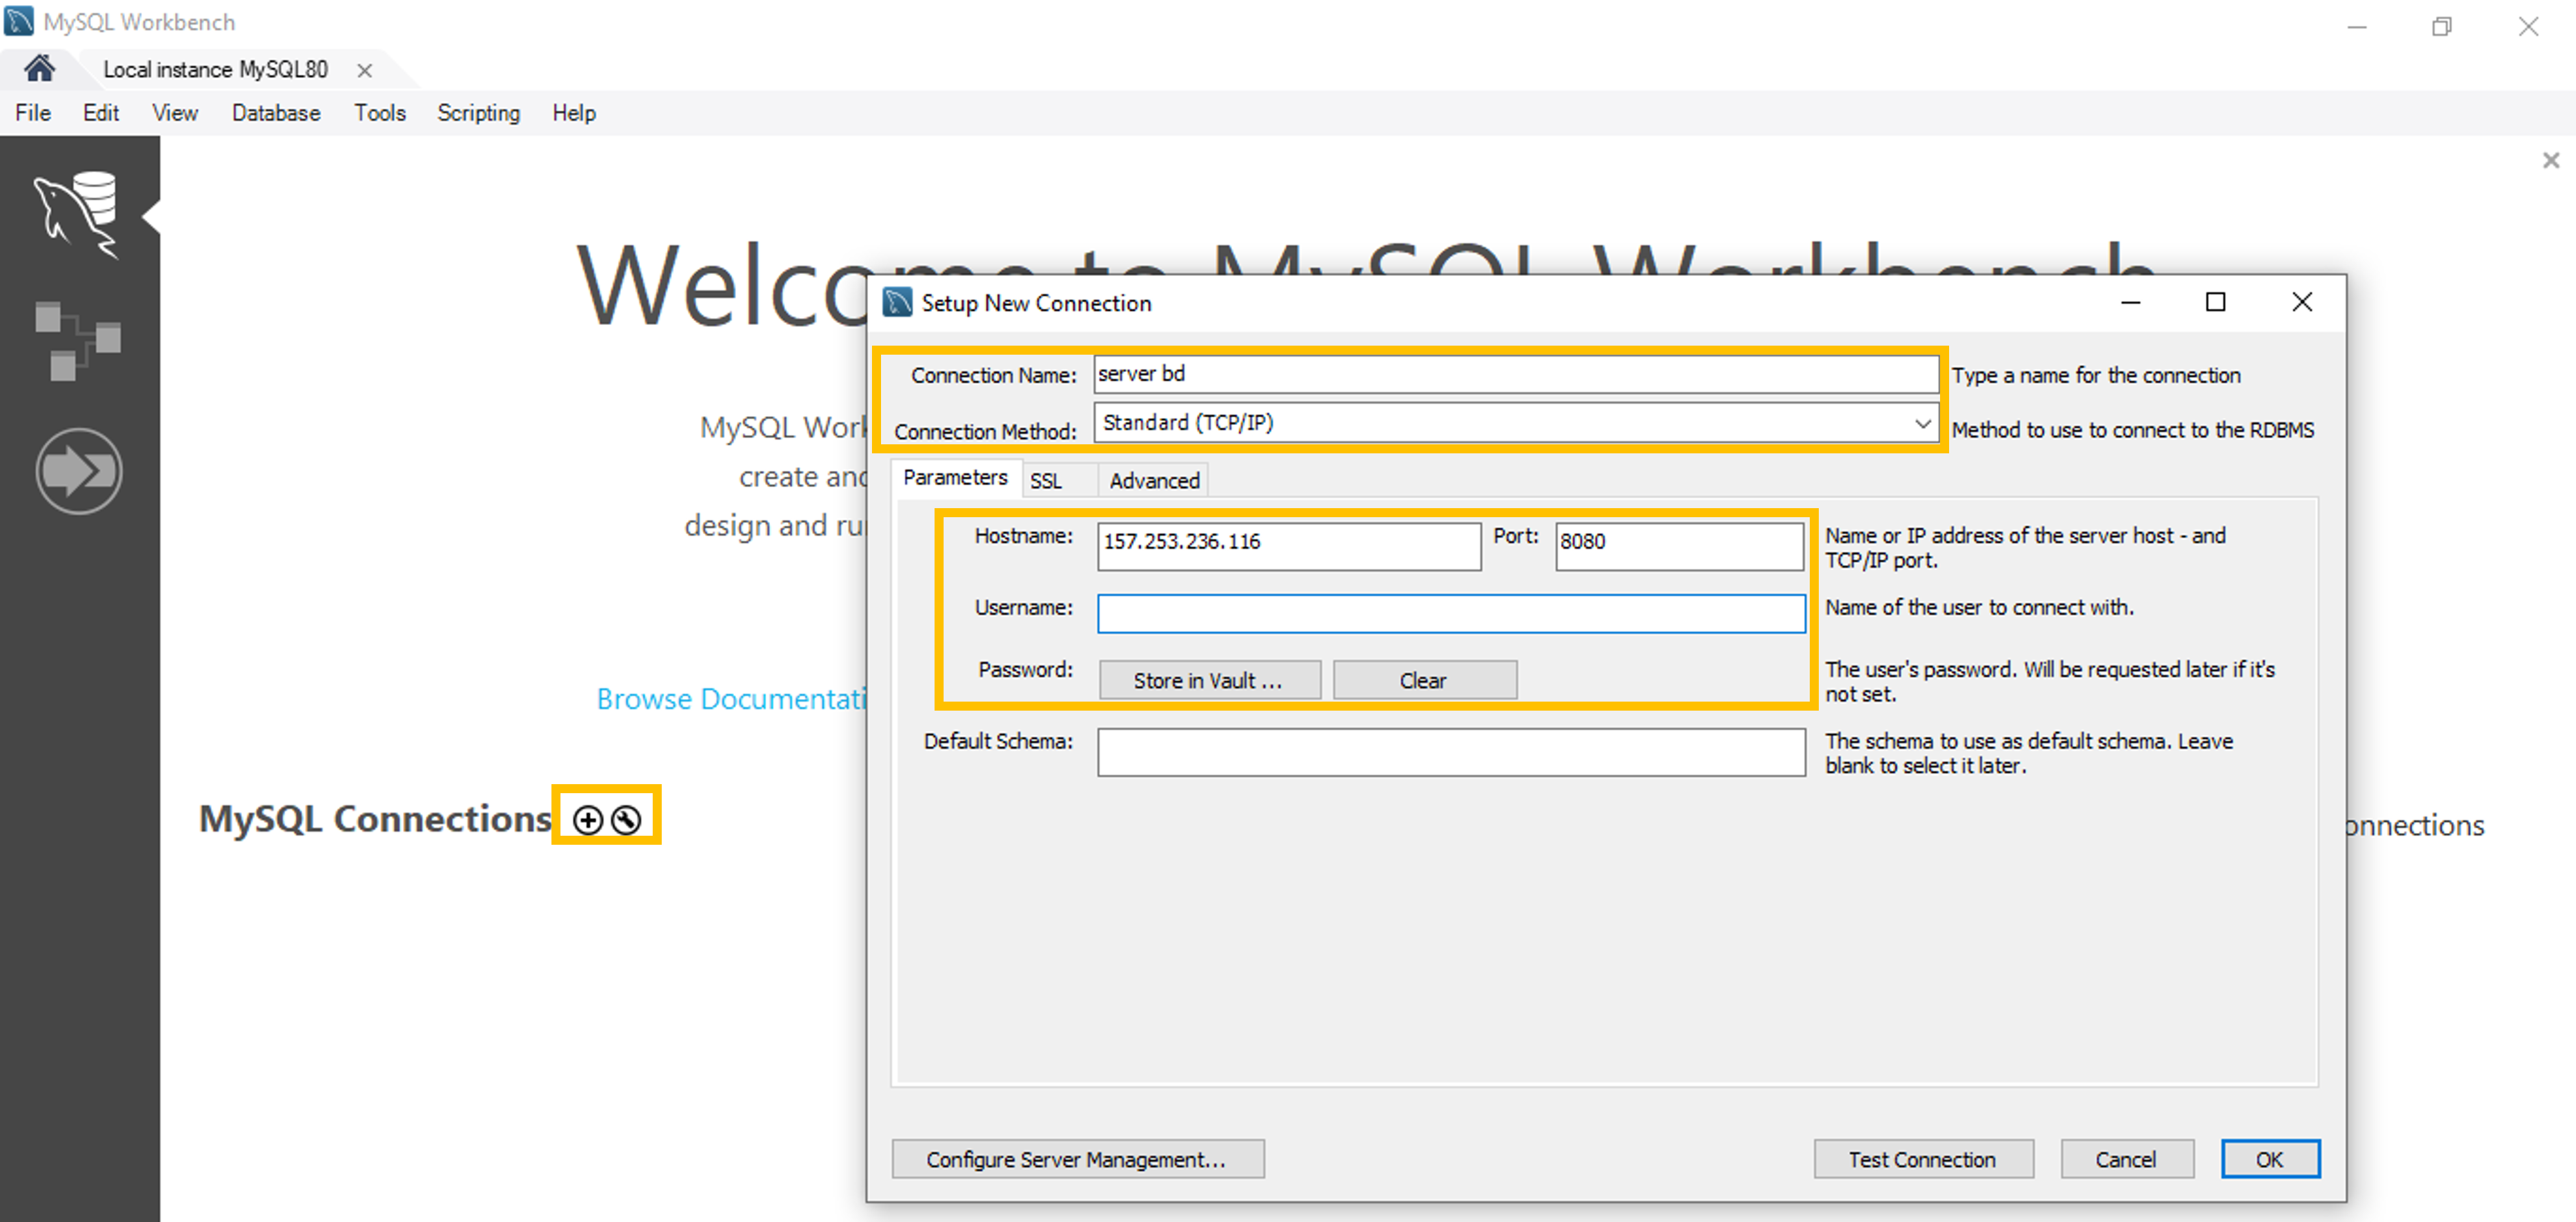 MySQL Workbench
Local instance MySQL80
File Edit View Database Tools Scripting Help
Welcome to MySQL Workbench
Setup New Connection
Connection Name: server bd Type a name for the connection
Connection Method: Standard (TCP/IP) Method to use to connect to the RDBMS
MySQL Work
create and
design and ru
Parameters SSL Advanced
Hostname: 157.253.236.116 Port: 8080 Name or IP address of the server host - and
TCP/IP port.
Username: Name of the user to connect with.
Password: Store in Vault ... Clear The user's password. Will be requested later if it's
not set.
Browse Documentati
Default Schema: The schema to use as default schema. Leave
blank to select it later.
MySQL Connections
onnections
Configure Server Management... Test Connection Cancel OK